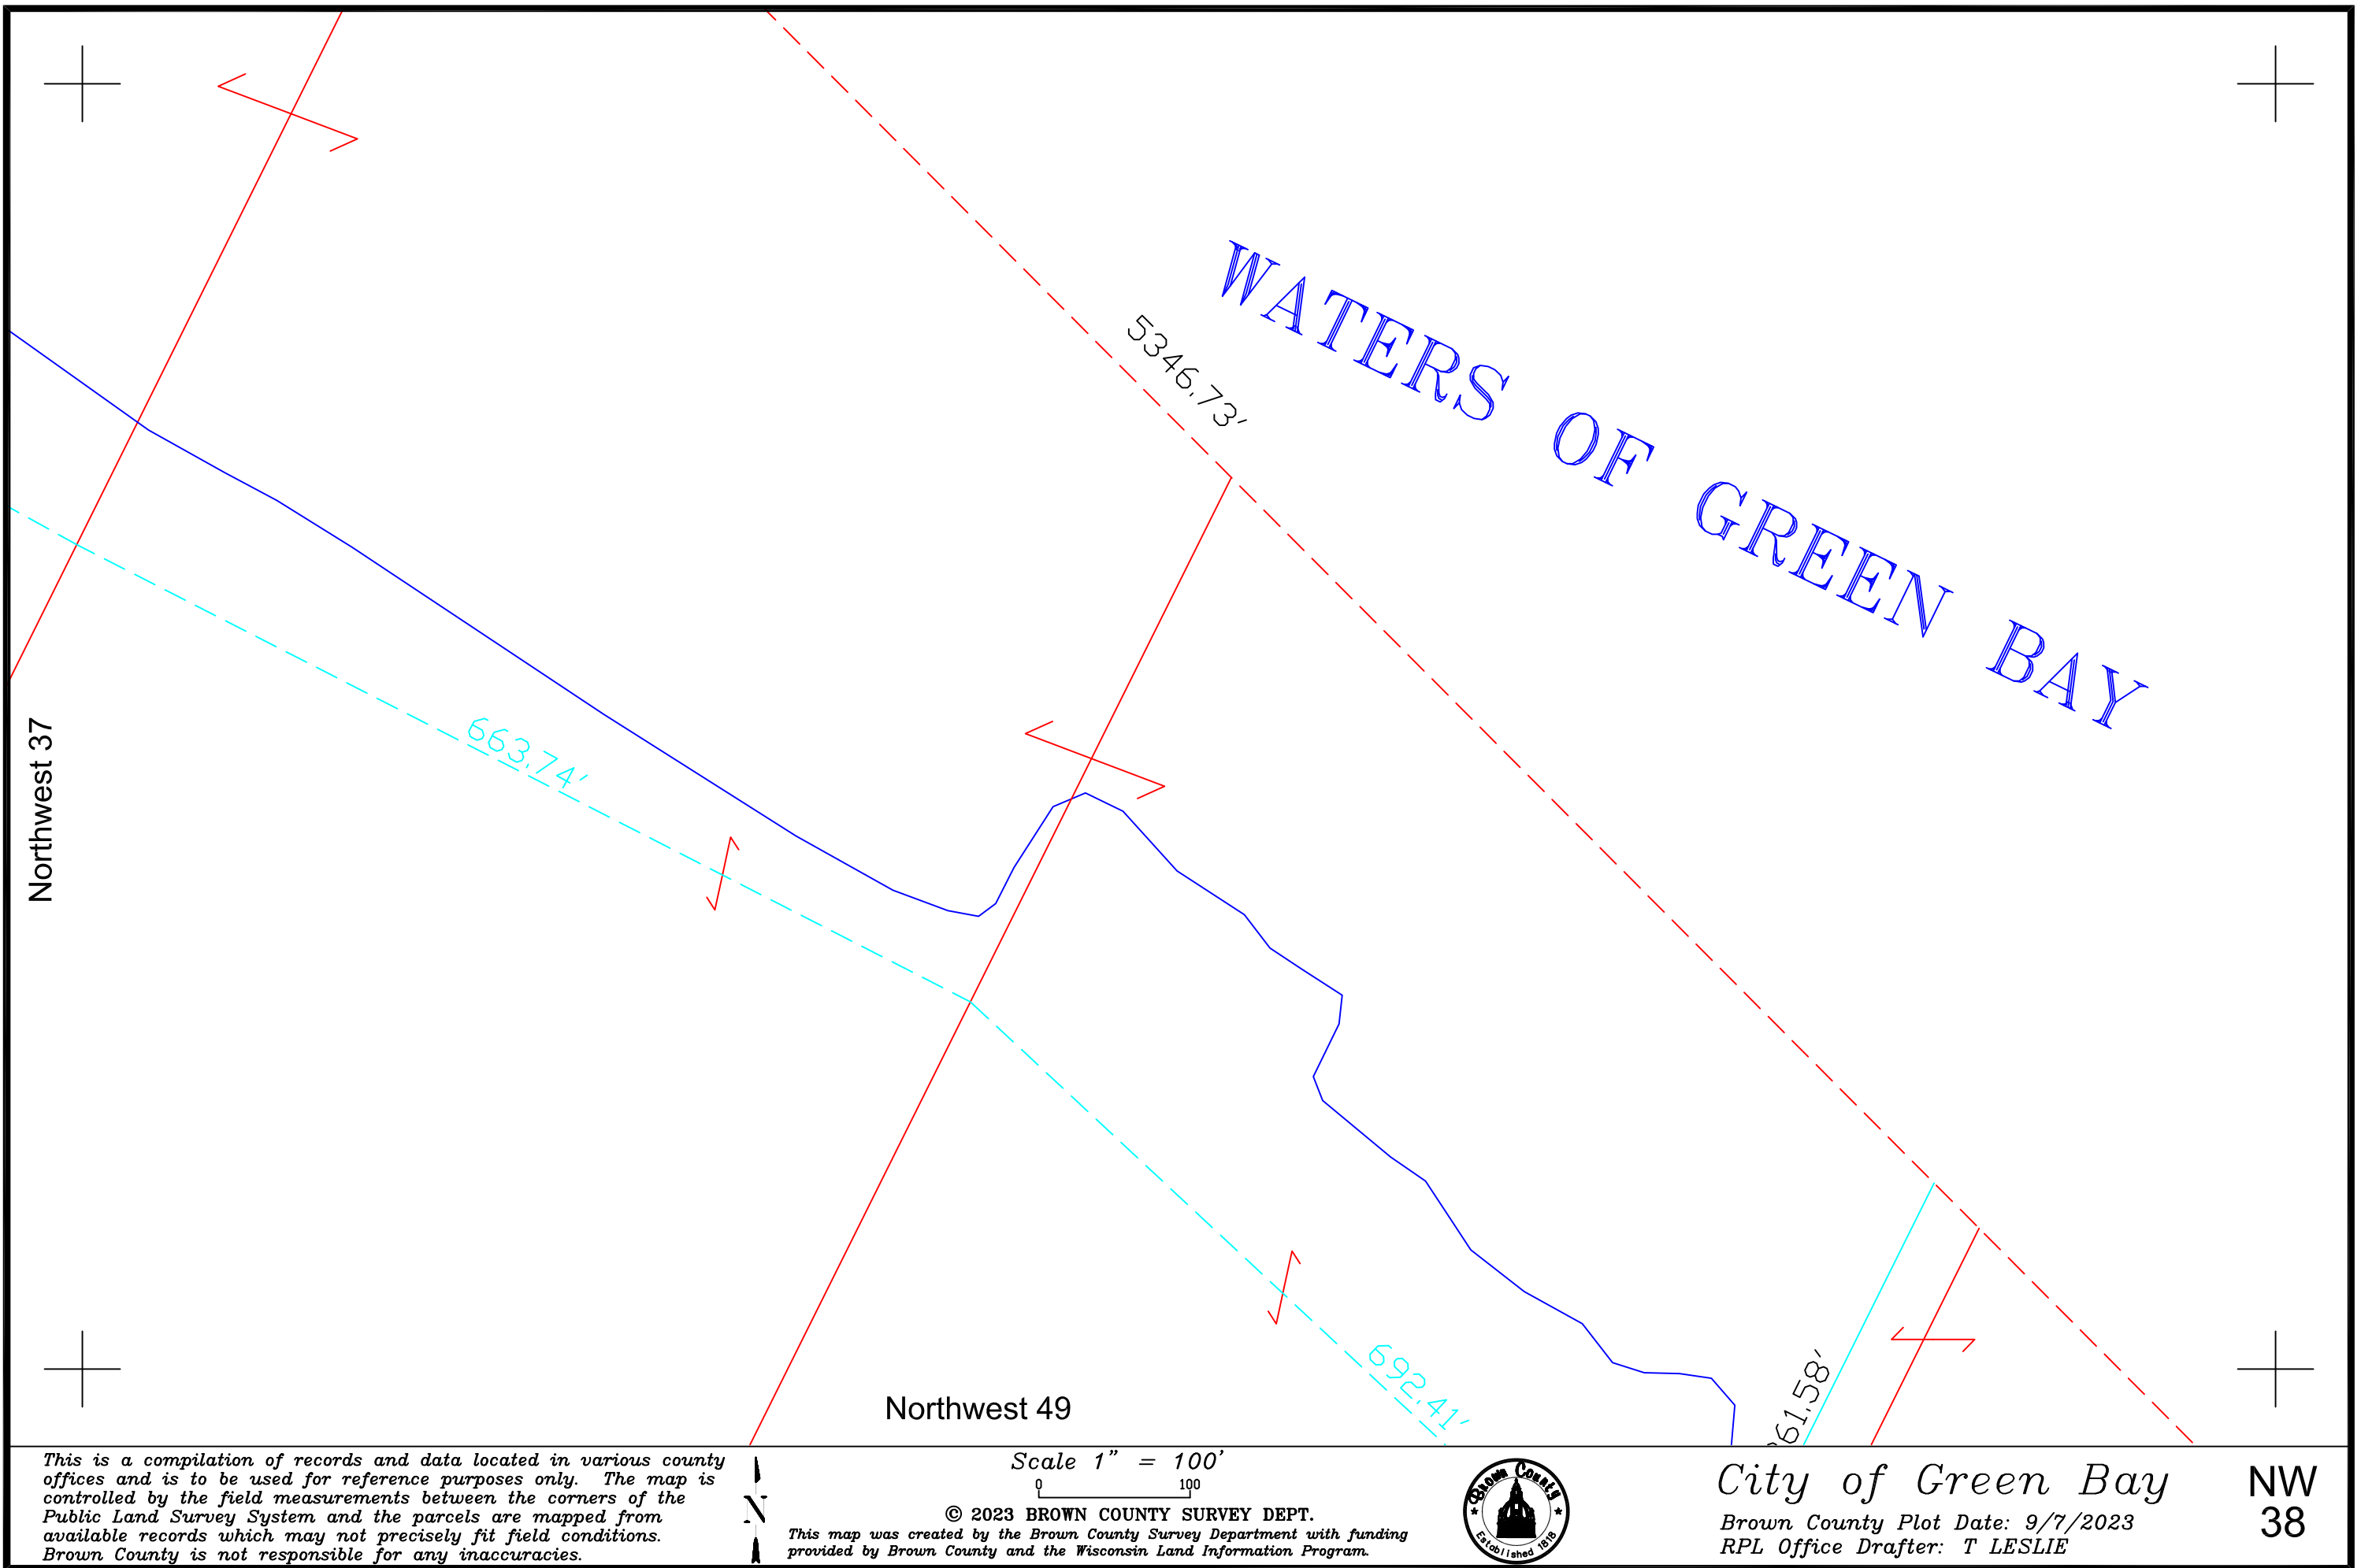 WATERS OF GREEN BAY
5346.73'
Northwest 37
663.74'
692.41'
61.58'
Northwest 49
This is a compilation of records and data located in various county
offices and is to be used for reference purposes only. The map is
controlled by the field measurements between the corners of the
Public Land Survey System and the parcels are mapped from
available records which may not precisely fit field conditions.
Brown County is not responsible for any inaccuracies.
N
Scale 1" = 100'
0 100
© 2023 BROWN COUNTY SURVEY DEPT.
This map was created by the Brown County Survey Department with funding
provided by Brown County and the Wisconsin Land Information Program.
Brown County
Established 1818
City of Green Bay
Brown County Plot Date: 9/7/2023
RPL Office Drafter: T LESLIE
NW
38